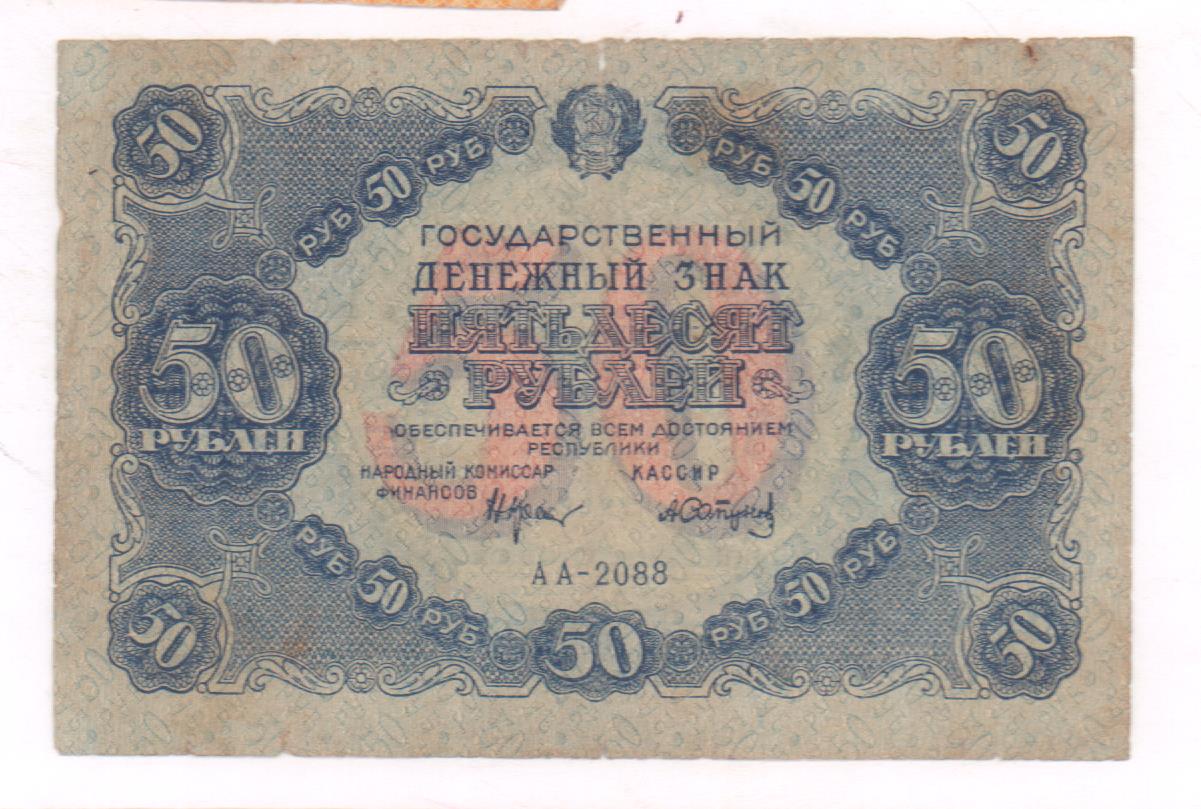 50 РУБ 50 РУБ РУБ 50 РУБ 50
ГОСУДАРСТВЕННЫЙ
ДЕНЕЖНЫЙ ЗНАК
ПЯТЬДЕСЯТ
РУБЛЕЙ
50
РУБЛЕЙ
50
РУБЛЕЙ
50
ОБЕСПЕЧИВАЕТСЯ ВСЕМ ДОСТОЯНИЕМ
РЕСПУБЛИКИ
НАРОДНЫЙ КОМИССАР
ФИНАНСОВ
КАССИР
АА-2088
50 РУБ 50 РУБ 50 РУБ 50 РУБ 50